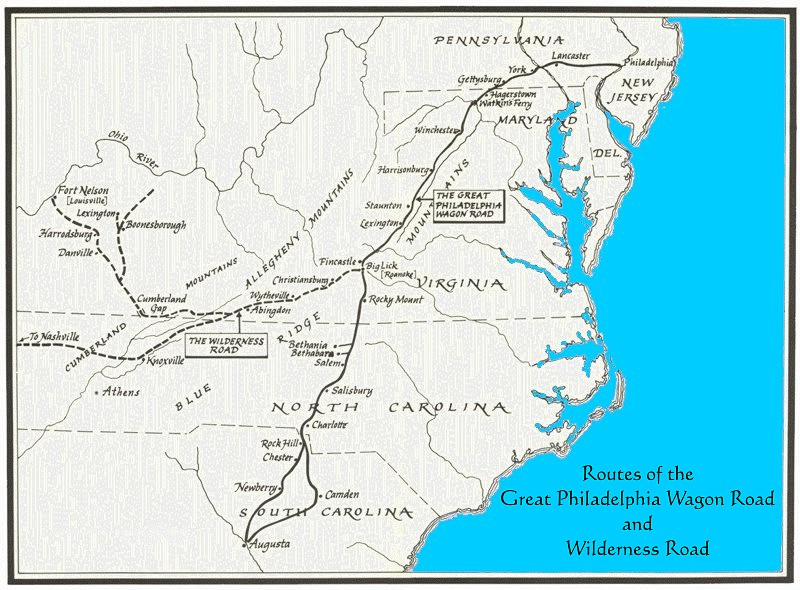 PENNSYLVANIA
Lancaster
York
Philadelphia
Gettysburg
NEW
JERSEY
Hagerstown
Watkin's Ferry
MARYLAND
Winchester
Ohio
River
DEL.
Harrisonburg
MOUNTAINS
Fort Nelson
[Louisville]
THE GREAT
PHILADELPHIA
WAGON ROAD
Staunton
Lexington
Lexington
Boonesborough
Harrodsburg
Danville
ALLEGHENY MOUNTAINS
MOUNTAINS
Fincastle
Big Lick
[Roanoke]
Christiansburg
VIRGINIA
Wytheville
Rocky Mount
Cumberland
Gap
Abingdon
CUMBERLAND
To Nashville
THE WILDERNESS
ROAD
RIDGE
Bethania
Bethabara
Salem
Knoxville
Athens
BLUE
Salisbury
NORTH CAROLINA
Charlotte
Rock Hill
Chester
Newberry
Camden
SOUTH CAROLINA
Augusta
Routes of the
Great Philadelphia Wagon Road
and
Wilderness Road